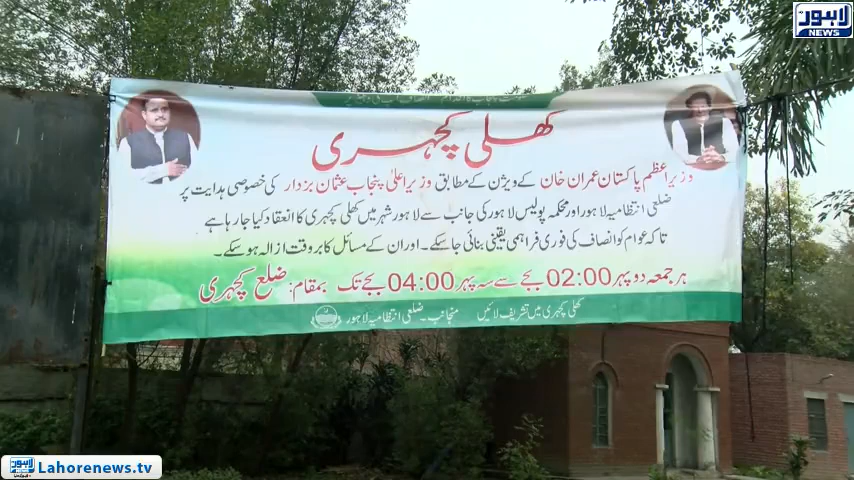 لاہور
NEWS
کھلی کچہری
وزیراعظم پاکستان عمران خان کے ویژن کے مطابق وزیراعلیٰ پنجاب عثمان بزدار کی خصوصی ہدایت پر
ضلعی انتظامیہ لاہور اور محکمہ پولیس لاہور کی جانب سے لاہور شہر میں کھلی کچہری کا انعقاد کیا جا رہا ہے
تاکہ عوام کو انصاف کی فوری فراہمی یقینی بنائی جاسکے۔ اور ان کے مسائل کا بروقت ازالہ ہو سکے۔
ہر جمعہ دوپہر 02:00 بجے سے سہ پہر 04:00 بجے تک بمقام: ضلع کچہری
کھلی کچہری میں تشریف لائیں منجانب۔ ضلعی انتظامیہ لاہور
Lahorenews.tv